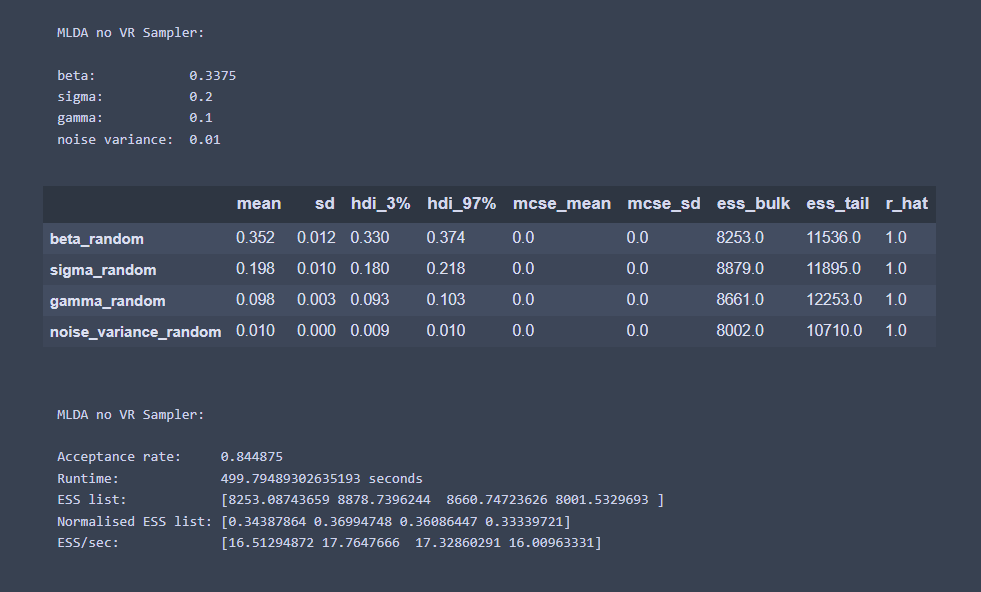 MLDA no VR Sampler:
beta: 0.3375
sigma: 0.2
gamma: 0.1
noise variance: 0.01
mean sd hdi_3% hdi_97% mcse_mean mcse_sd ess_bulk ess_tail r_hat
beta_random 0.352 0.012 0.330 0.374 0.0 0.0 8253.0 11536.0 1.0
sigma_random 0.198 0.010 0.180 0.218 0.0 0.0 8879.0 11895.0 1.0
gamma_random 0.098 0.003 0.093 0.103 0.0 0.0 8661.0 12253.0 1.0
noise_variance_random 0.010 0.000 0.009 0.010 0.0 0.0 8002.0 10710.0 1.0
MLDA no VR Sampler:
Acceptance rate: 0.844875
Runtime: 499.79489302635193 seconds
ESS list: [8253.08743659 8878.7396244 8660.74723626 8001.5329693 ]
Normalised ESS list: [0.34387864 0.36994748 0.36086447 0.33339721]
ESS/sec: [16.51294872 17.7647666 17.32860291 16.00963331]